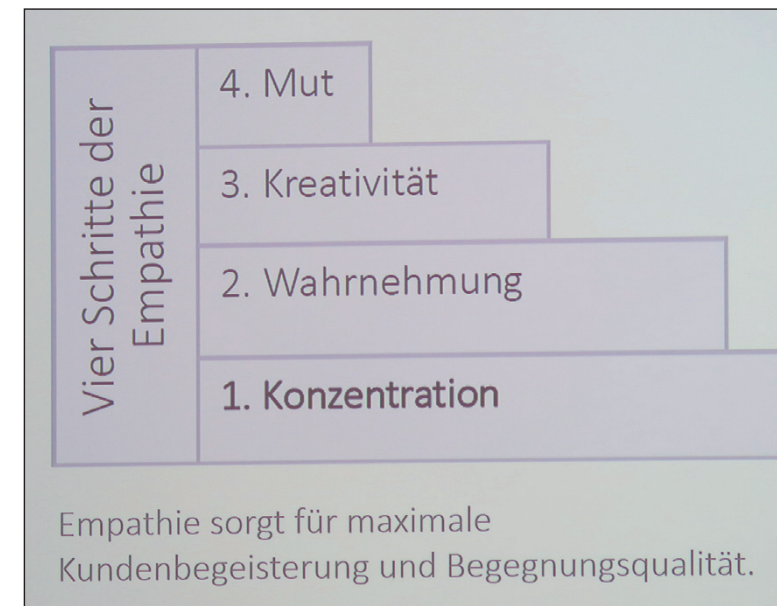 Vier Schritte der
Empathie
4. Mut
3. Kreativität
2. Wahrnehmung
1. Konzentration
Empathie sorgt für maximale
Kundenbegeisterung und Begegnungsqualität.